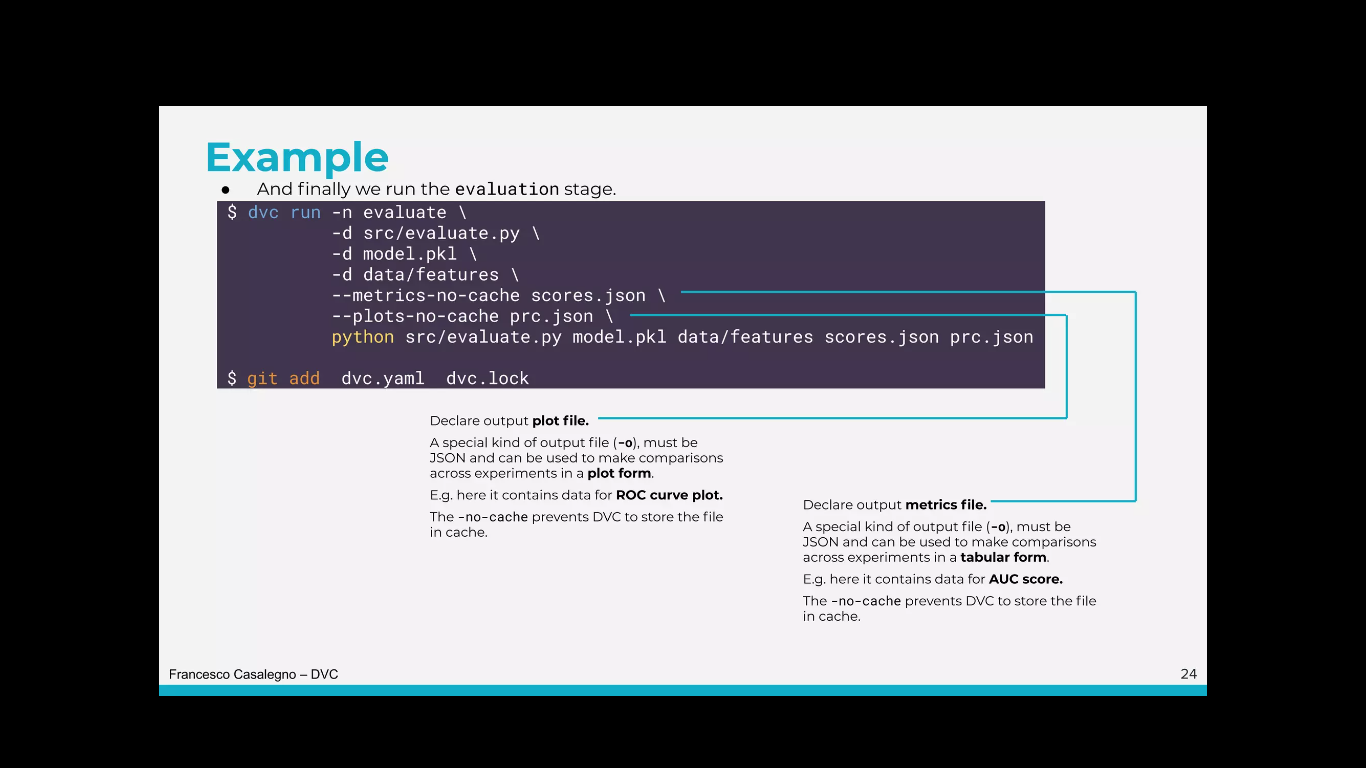 Example
● And finally we run the evaluation stage.
$ dvc run -n evaluate \
-d src/evaluate.py \
-d model.pkl \
-d data/features \
--metrics-no-cache scores.json \
--plots-no-cache prc.json \
python src/evaluate.py model.pkl data/features scores.json prc.json
$ git add dvc.yaml dvc.lock
Declare output plot file.
A special kind of output file (-o), must be
JSON and can be used to make comparisons
across experiments in a plot form.
E.g. here it contains data for ROC curve plot.
The -no-cache prevents DVC to store the file
in cache.
Declare output metrics file.
A special kind of output file (-o), must be
JSON and can be used to make comparisons
across experiments in a tabular form.
E.g. here it contains data for AUC score.
The -no-cache prevents DVC to store the file
in cache.
Francesco Casalegno – DVC
24